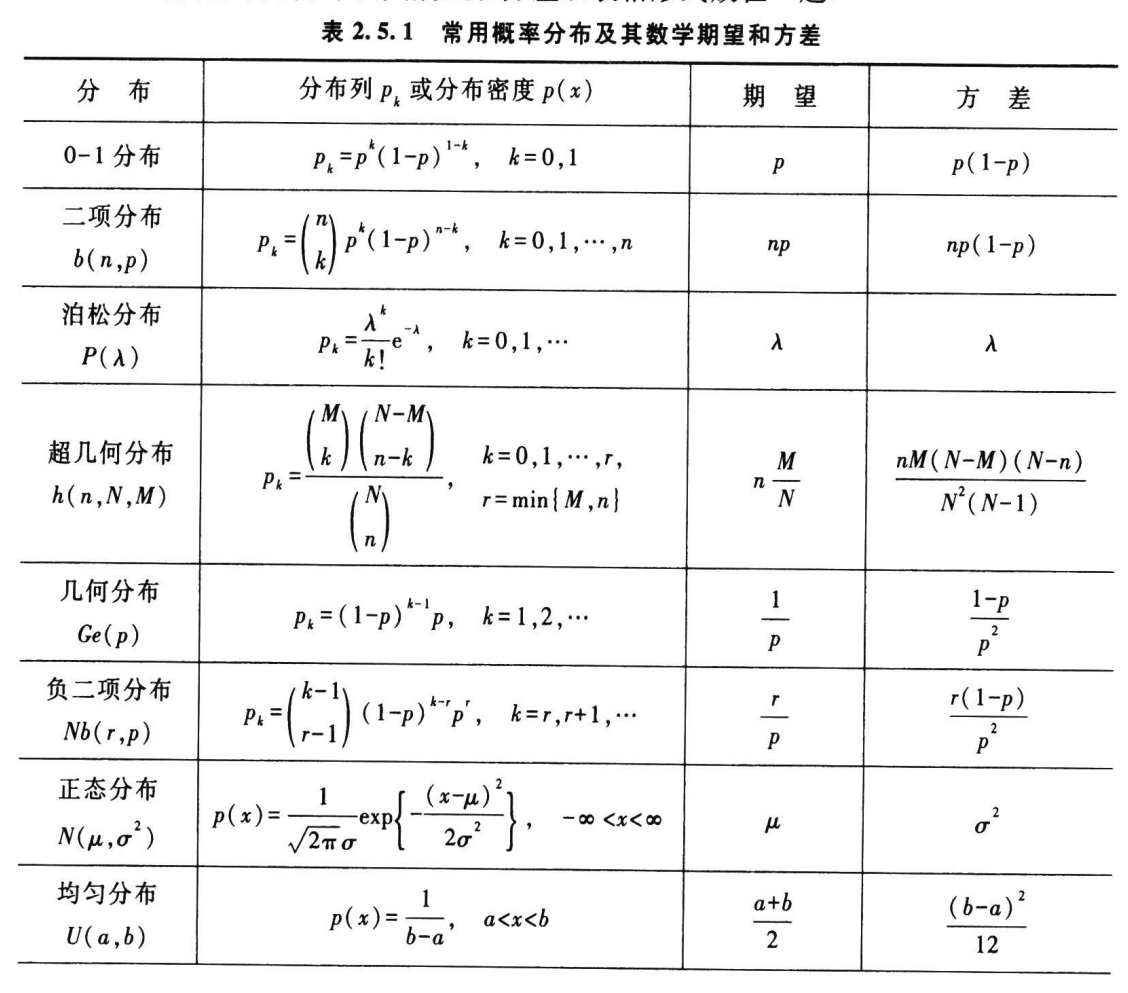 表 2.5.1 常用概率分布及其数学期望和方差
分 布 分布列 p_k 或分布密度 p(x) 期 望 方 差
0-1 分布 p_k=p^k(1-p)^{1-k}, k=0,1 p p(1-p)
二项分布 b(n,p) p_k=\binom{n}{k}p^k(1-p)^{n-k}, k=0,1,⋯,n np np(1-p)
泊松分布 P(λ) p_k=\frac{λ^k}{k!}e^{-λ}, k=0,1,⋯ λ λ
超几何分布 h(n,N,M) p_k=\frac{\binom{M}{k}\binom{N-M}{n-k}}{\binom{N}{n}}, k=0,1,⋯,r, r=min{M,n} n\frac{M}{N} \frac{nM(N-M)(N-n)}{N^2(N-1)}
几何分布 Ge(p) p_k=(1-p)^{k-1}p, k=1,2,⋯ \frac{1}{p} \frac{1-p}{p^2}
负二项分布 Nb(r,p) p_k=\binom{k-1}{r-1}(1-p)^{k-r}p^r, k=r,r+1,⋯ \frac{r}{p} \frac{r(1-p)}{p^2}
正态分布 N(μ,σ^2) p(x)=\frac{1}{\sqrt{2π}σ}exp{-\frac{(x-μ)^2}{2σ^2}}, -∞<x<∞ μ σ^2
均匀分布 U(a,b) p(x)=\frac{1}{b-a}, a<x<b \frac{a+b}{2} \frac{(b-a)^2}{12}